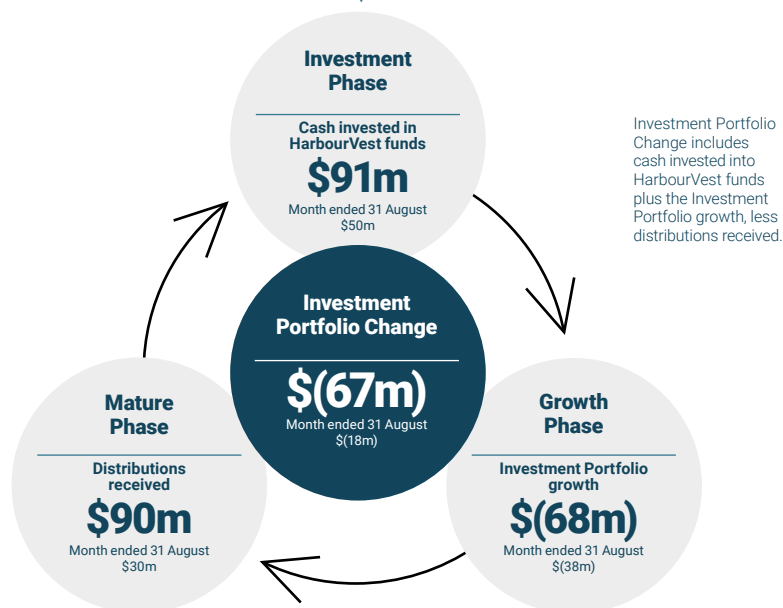 Investment
Phase
Cash invested in
HarbourVest funds
$91m
Month ended 31 August
$50m
Investment Portfolio
Change includes
cash invested into
HarbourVest funds
plus the Investment
Portfolio growth, less
distributions received.
Investment
Portfolio Change
$(67m)
Month ended 31 August
$(18m)
Mature
Phase
Distributions
received
$90m
Month ended 31 August
$30m
Growth
Phase
Investment Portfolio
growth
$(68m)
Month ended 31 August
$(38m)